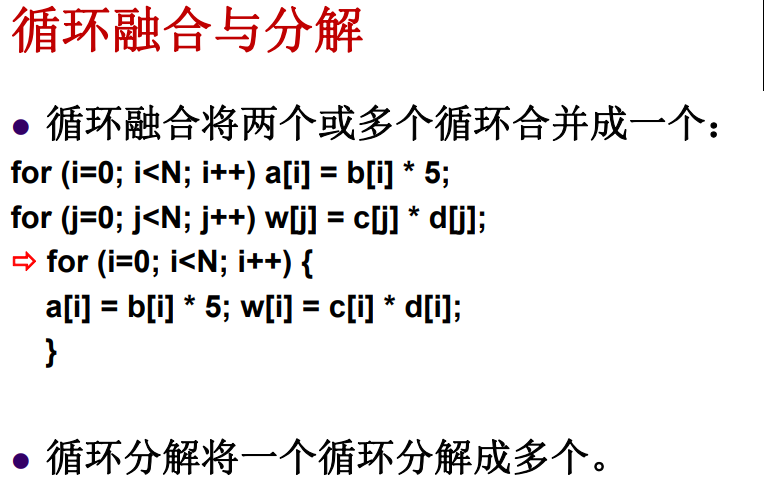 循环融合与分解
● 循环融合将两个或多个循环合并成一个：
for (i=0; i<N; i++) a[i] = b[i] * 5;
for (j=0; j<N; j++) w[j] = c[j] * d[j];
⇨ for (i=0; i<N; i++) {
a[i] = b[i] * 5; w[i] = c[i] * d[i];
}
● 循环分解将一个循环分解成多个。